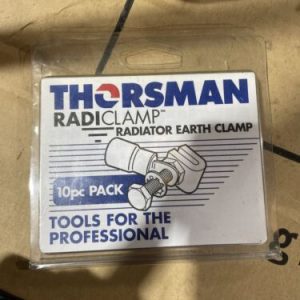 THORSMAN
RADICLAMP™
RADIATOR EARTH CLAMP
10pc PACK
TOOLS FOR THE
PROFESSIONAL